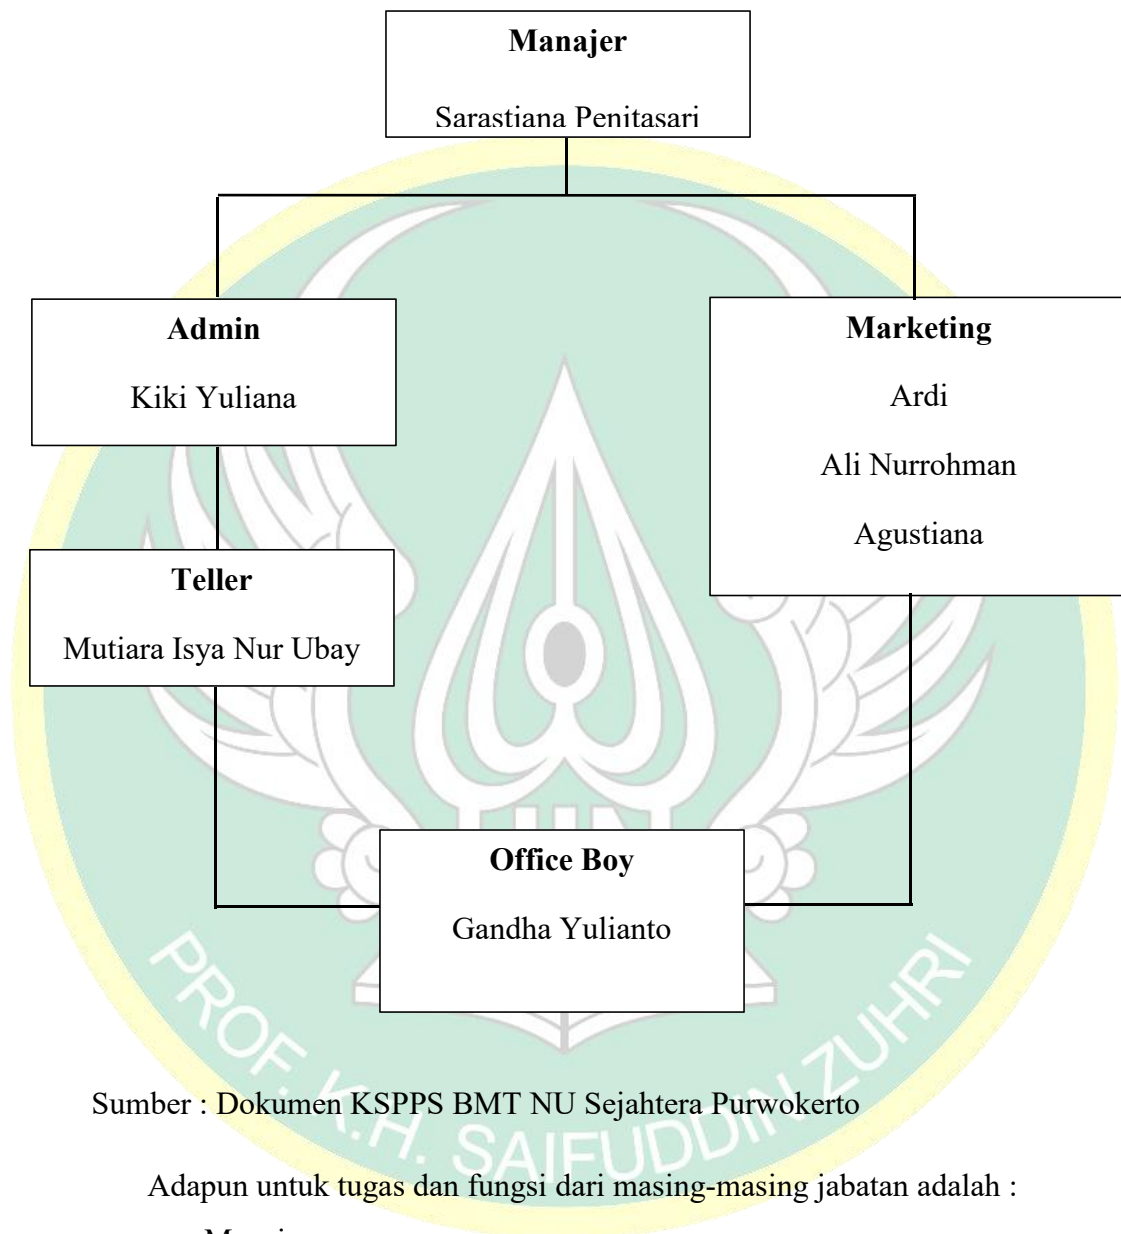 Manajer
Sarastiana Penitasari
Admin
Kiki Yuliana
Marketing
Ardi
Ali Nurrohman
Agustiana
Teller
Mutiara Isya Nur Ubay
Office Boy
Gandha Yulianto
PROF. K.H. SAIFUDDIN ZUHRI
Sumber : Dokumen KSPPS BMT NU Sejahtera Purwokerto
Adapun untuk tugas dan fungsi dari masing-masing jabatan adalah :